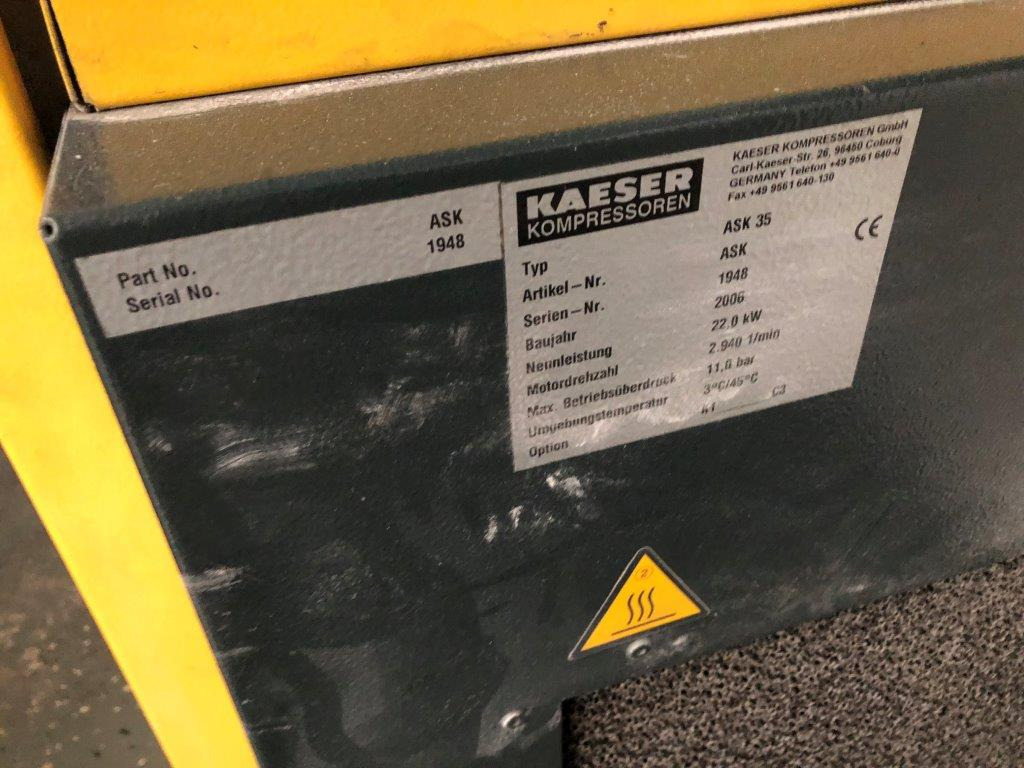 Part No. ASK
Serial No. 1948
KAESER
KOMPRESSOREN
KAESER KOMPRESSOREN GmbH
Carl-Kaeser-Str. 26, 96450 Coburg
GERMANY Telefon +49 9561 640-0
Fax +49 9561 640-130
CE
Typ ASK 35
Artikel-Nr. ASK
Serien-Nr. 1948
Baujahr 2006
Nennleistung 22,0 kW
Motordrehzahl 2.940 1/min
Max. Betriebsüberdruck 11,0 bar
Umgebungstemperatur 3°C/45°C
Option K1 C3
2